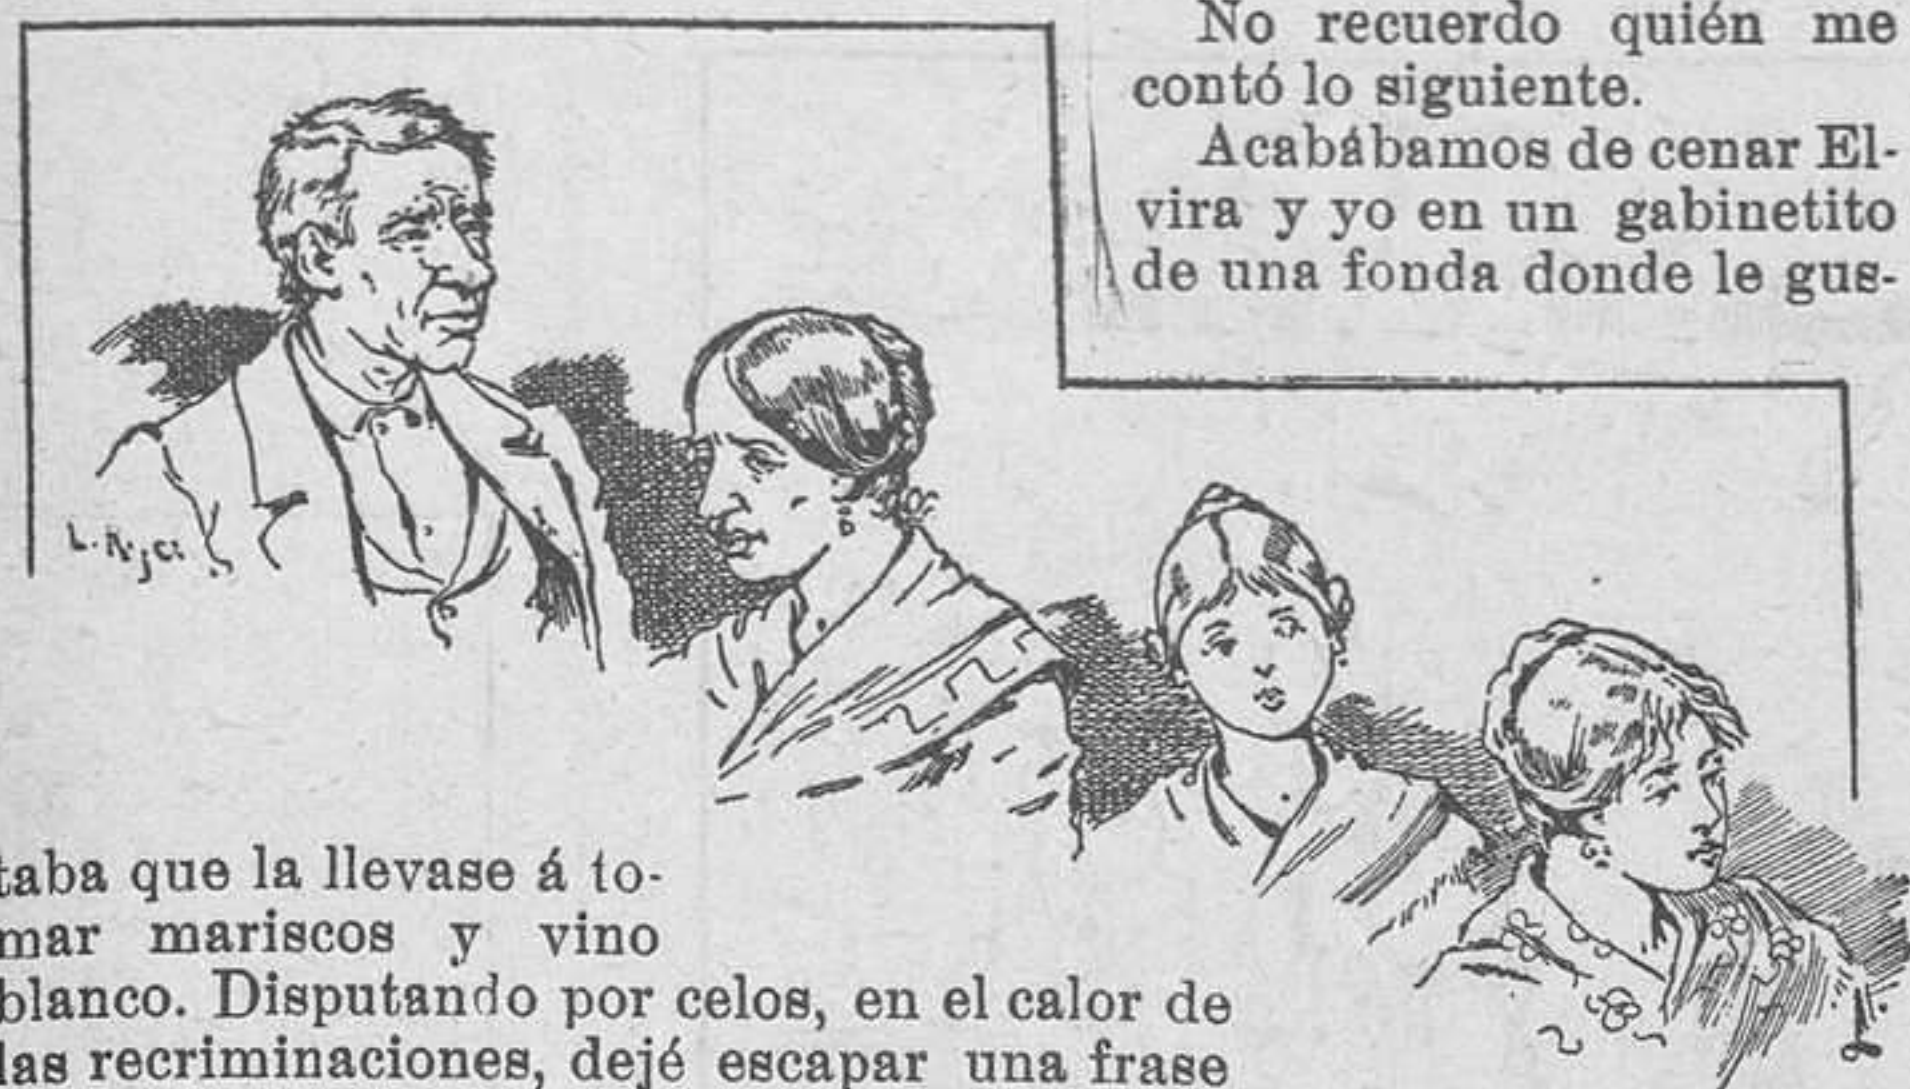 No recuerdo quién me
contó lo siguiente.
Acabábamos de cenar El-
vira y yo en un gabinetito
de una fonda donde le gus-
taba que la llevase á to-
mar mariscos y vino
blanco. Disputando por celos, en el calor de
las recriminaciones, dejé escapar una frase